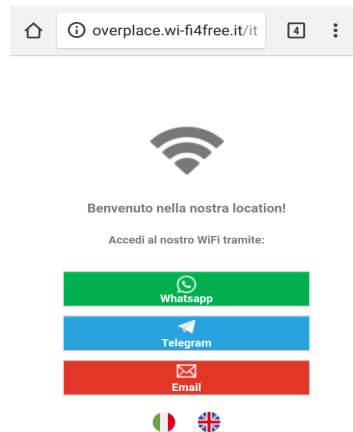 overplace.wi-fi4free.it/it
4
Benvenuto nella nostra location!
Accedi al nostro WiFi tramite:
Whatsapp
Telegram
Email